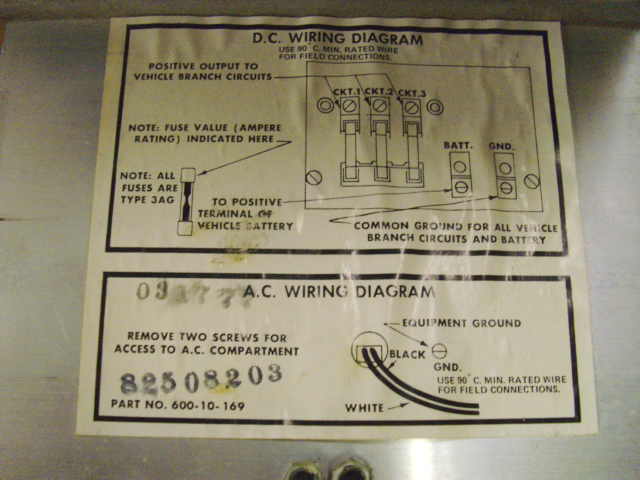 D.C. WIRING DIAGRAM
USE 90°C. MIN. RATED WIRE
FOR FIELD CONNECTIONS.
POSITIVE OUTPUT TO
VEHICLE BRANCH CIRCUITS
CKT.1 CKT.2 CKT.3
NOTE: FUSE VALUE (AMPERE
RATING) INDICATED HERE
BATT. GND.
NOTE: ALL
FUSES ARE
TYPE 3AG
TO POSITIVE
TERMINAL OF
VEHICLE BATTERY
COMMON GROUND FOR ALL VEHICLE
BRANCH CIRCUITS AND BATTERY
A.C. WIRING DIAGRAM
EQUIPMENT GROUND
REMOVE TWO SCREWS FOR
ACCESS TO A.C. COMPARTMENT
BLACK
GND.
82508203
USE 90°C. MIN. RATED WIRE
FOR FIELD CONNECTIONS.
PART NO. 600-10-169
WHITE